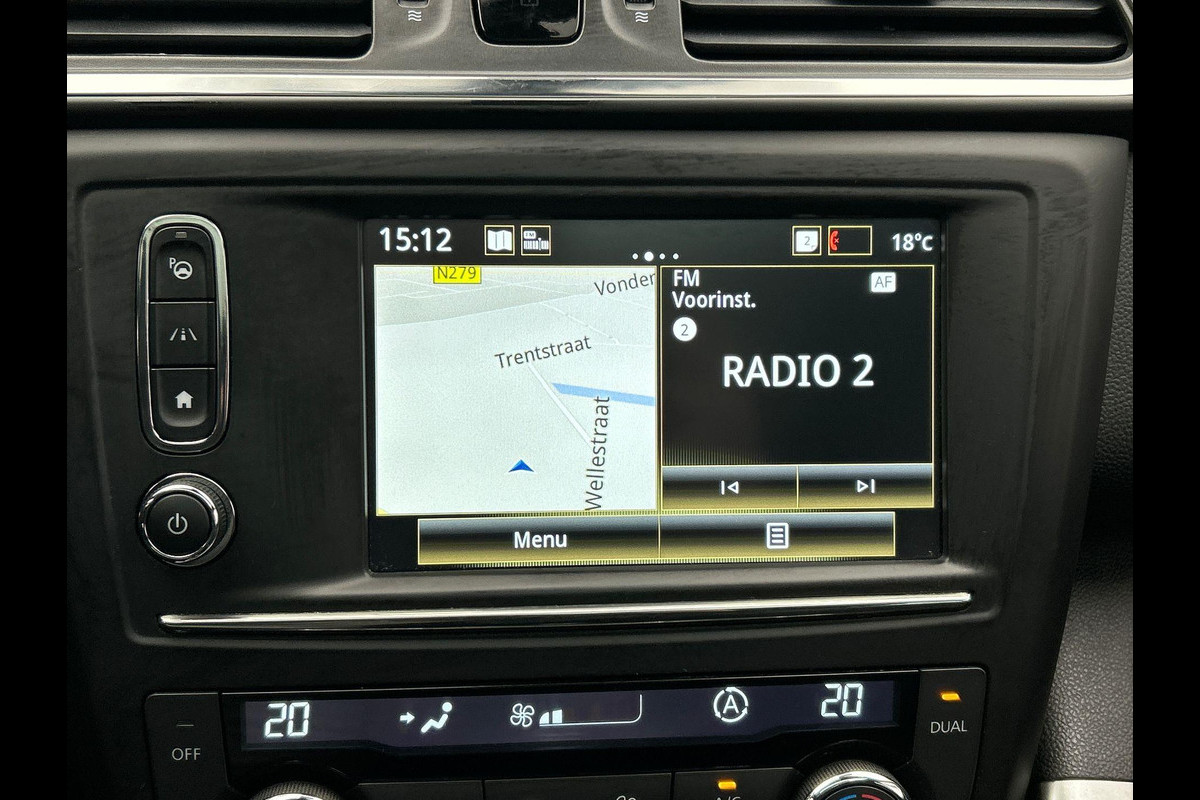 15:12
2
18°C
N279
Vonder
Trentstraat
Wellestraat
FM
AF
Voorinst.
2
RADIO 2
Menu
P
20
A
20
OFF
DUAL
A/C